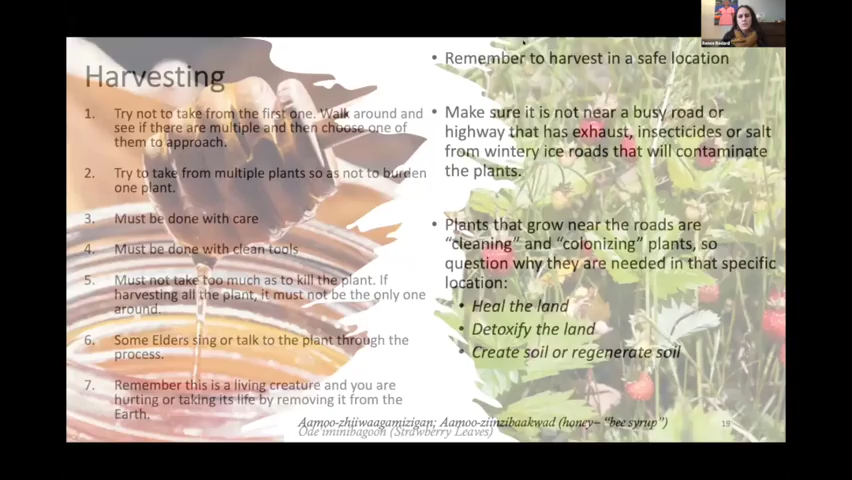 Harvesting
1. Try not to take from the first one. Walk around and
see if there are multiple and then choose one of
them to approach.
2. Try to take from multiple plants so as not to burden
one plant.
3. Must be done with care
4. Must be done with clean tools
5. Must not take too much as to kill the plant. If
harvesting all the plant, it must not be the only one
around.
6. Some Elders sing or talk to the plant through the
process.
7. Remember this is a living creature and you are
hurting or taking its life by removing it from the
Earth.
• Remember to harvest in a safe location
• Make sure it is not near a busy road or
highway that has exhaust, insecticides or salt
from wintery ice roads that will contaminate
the plants.
• Plants that grow near the roads are
“cleaning” and “colonizing” plants, so
question why they are needed in that specific
location:
• Heal the land
• Detoxify the land
• Create soil or regenerate soil
Aamoo-zhiiwaagamizigan; Aamoo-ziinzibaakwad (honey– “bee syrup”)
Ode iminibagoon (Strawberry Leaves)
19